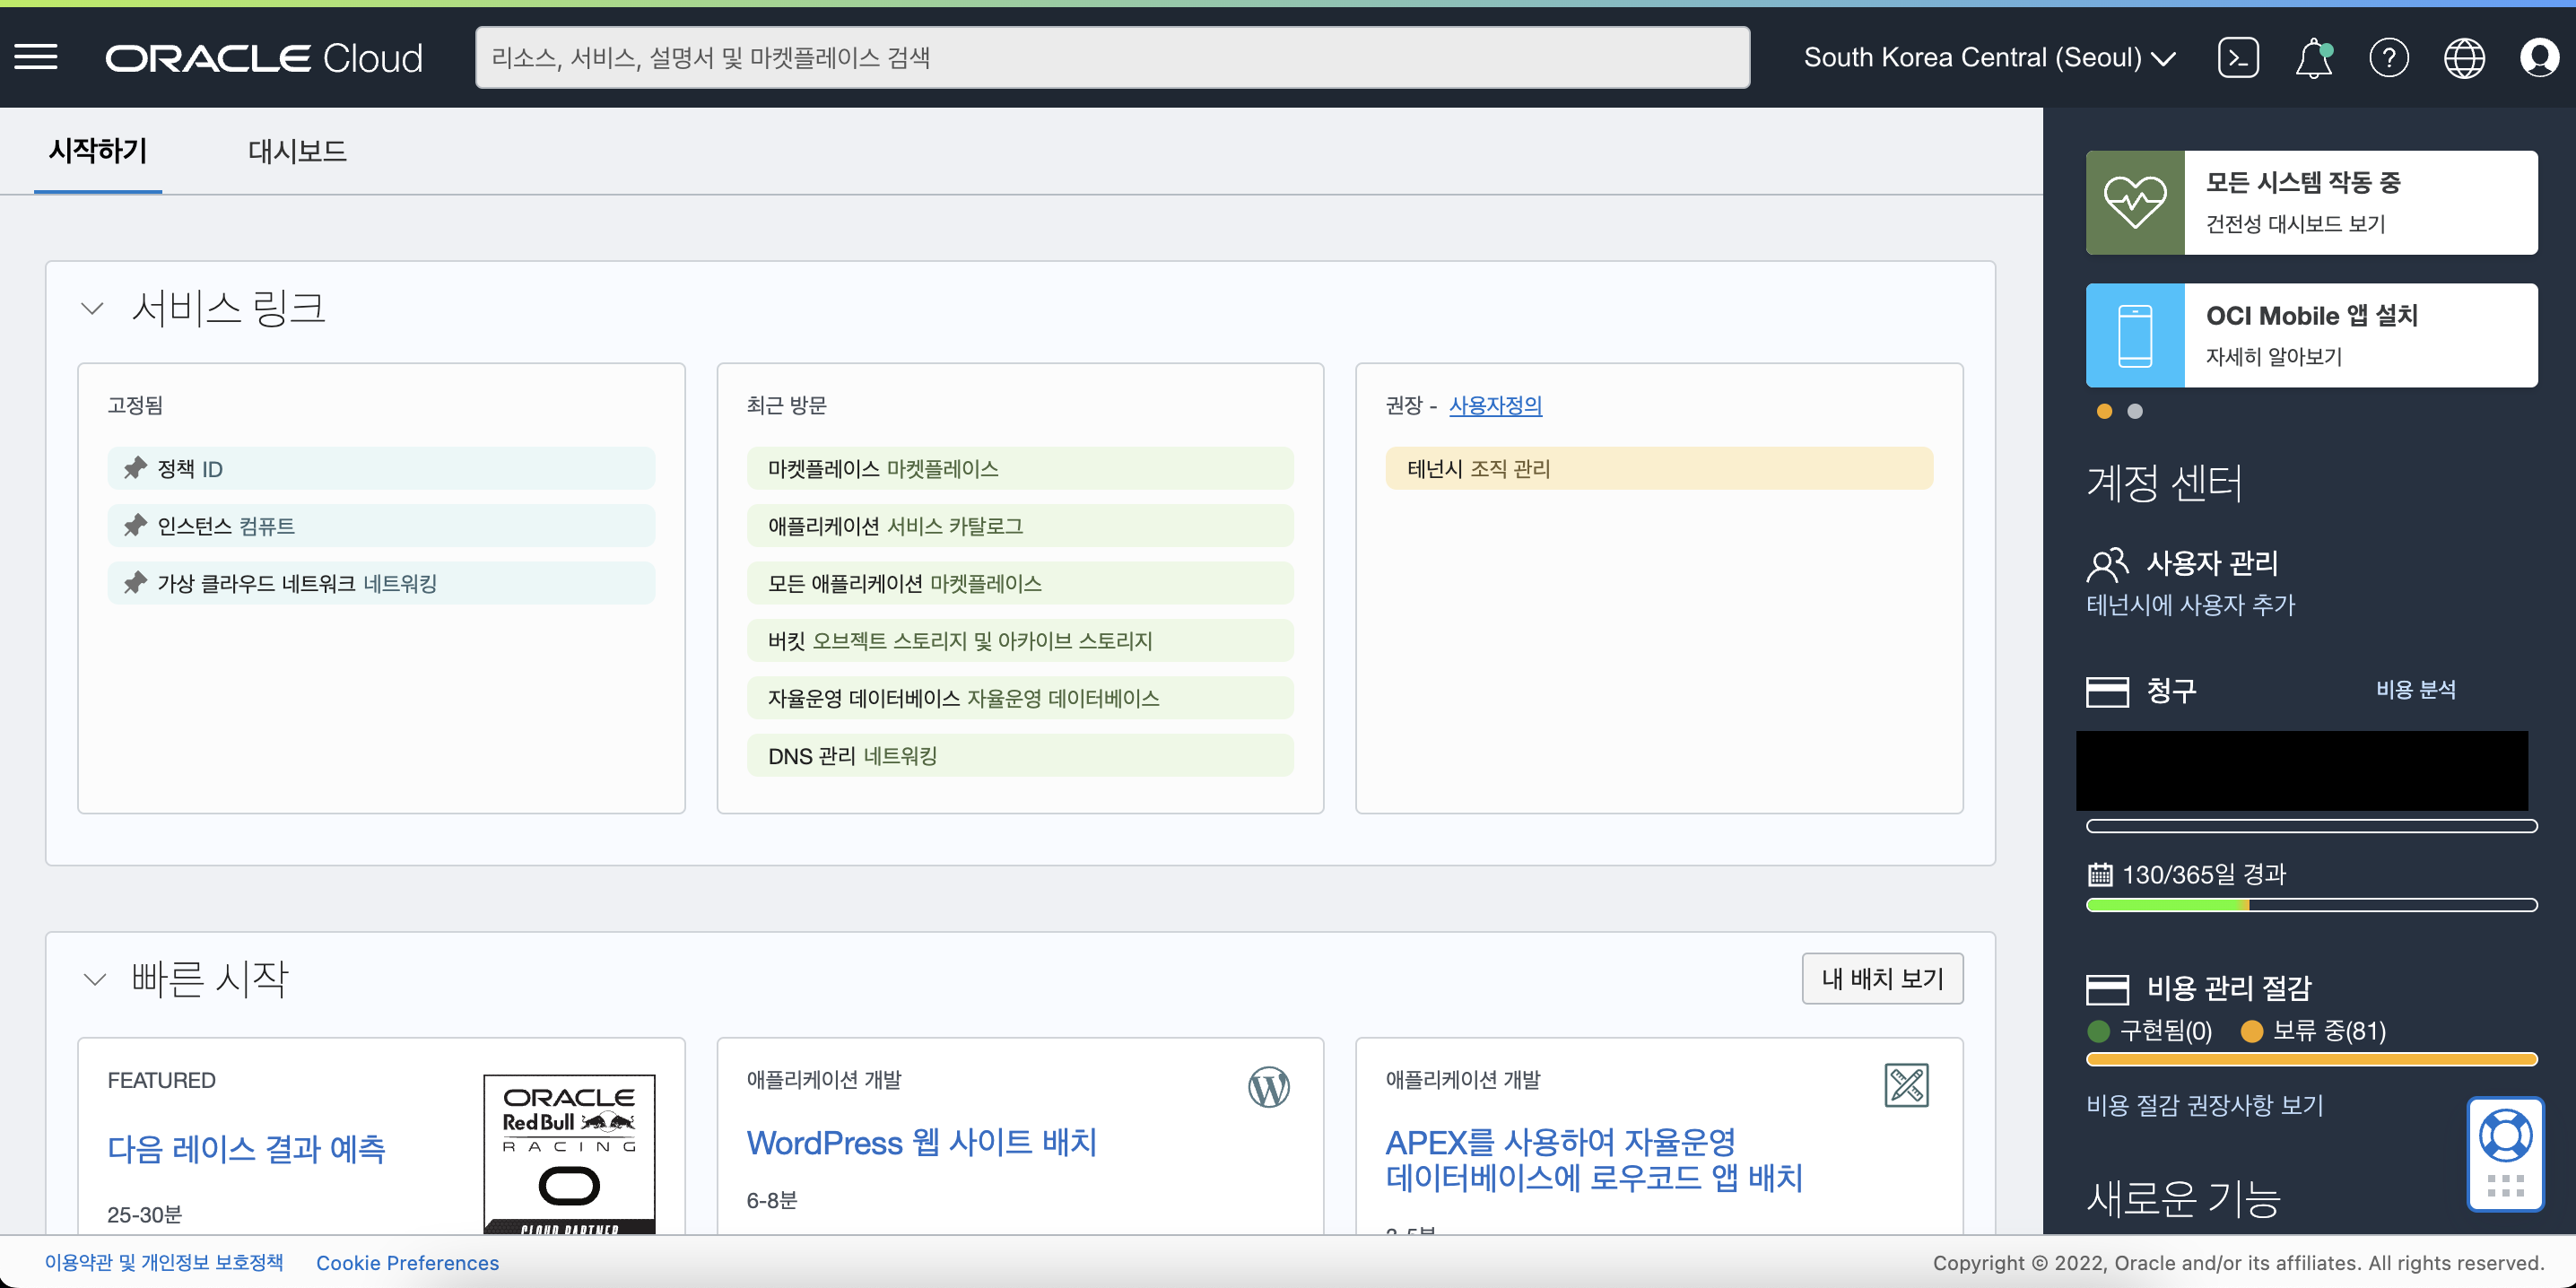 ORACLE Cloud
리소스, 서비스, 설명서 및 마켓플레이스 검색
South Korea Central (Seoul)
시작하기
대시보드
서비스 링크
고정됨
정책 ID
인스턴스 컴퓨트
가상 클라우드 네트워크 네트워킹
최근 방문
마켓플레이스 마켓플레이스
애플리케이션 서비스 카탈로그
모든 애플리케이션 마켓플레이스
버킷 오브젝트 스토리지 및 아카이브 스토리지
자율운영 데이터베이스 자율운영 데이터베이스
DNS 관리 네트워킹
권장 - 사용자정의
테넌시 조직 관리
빠른 시작
내 배치 보기
FEATURED
다음 레이스 결과 예측
25-30분
ORACLE
Red Bull
RACING
CLOUD PARTNER
애플리케이션 개발
WordPress 웹 사이트 배치
6-8분
애플리케이션 개발
APEX를 사용하여 자율운영
데이터베이스에 로우코드 앱 배치
모든 시스템 작동 중
건전성 대시보드 보기
OCI Mobile 앱 설치
자세히 알아보기
계정 센터
사용자 관리
테넌시에 사용자 추가
청구
비용 분석
130/365일 경과
비용 관리 절감
구현됨(0) 보류 중(81)
비용 절감 권장사항 보기
새로운 기능
이용약관 및 개인정보 보호정책
Cookie Preferences
Copyright © 2022, Oracle and/or its affiliates. All rights reserved.